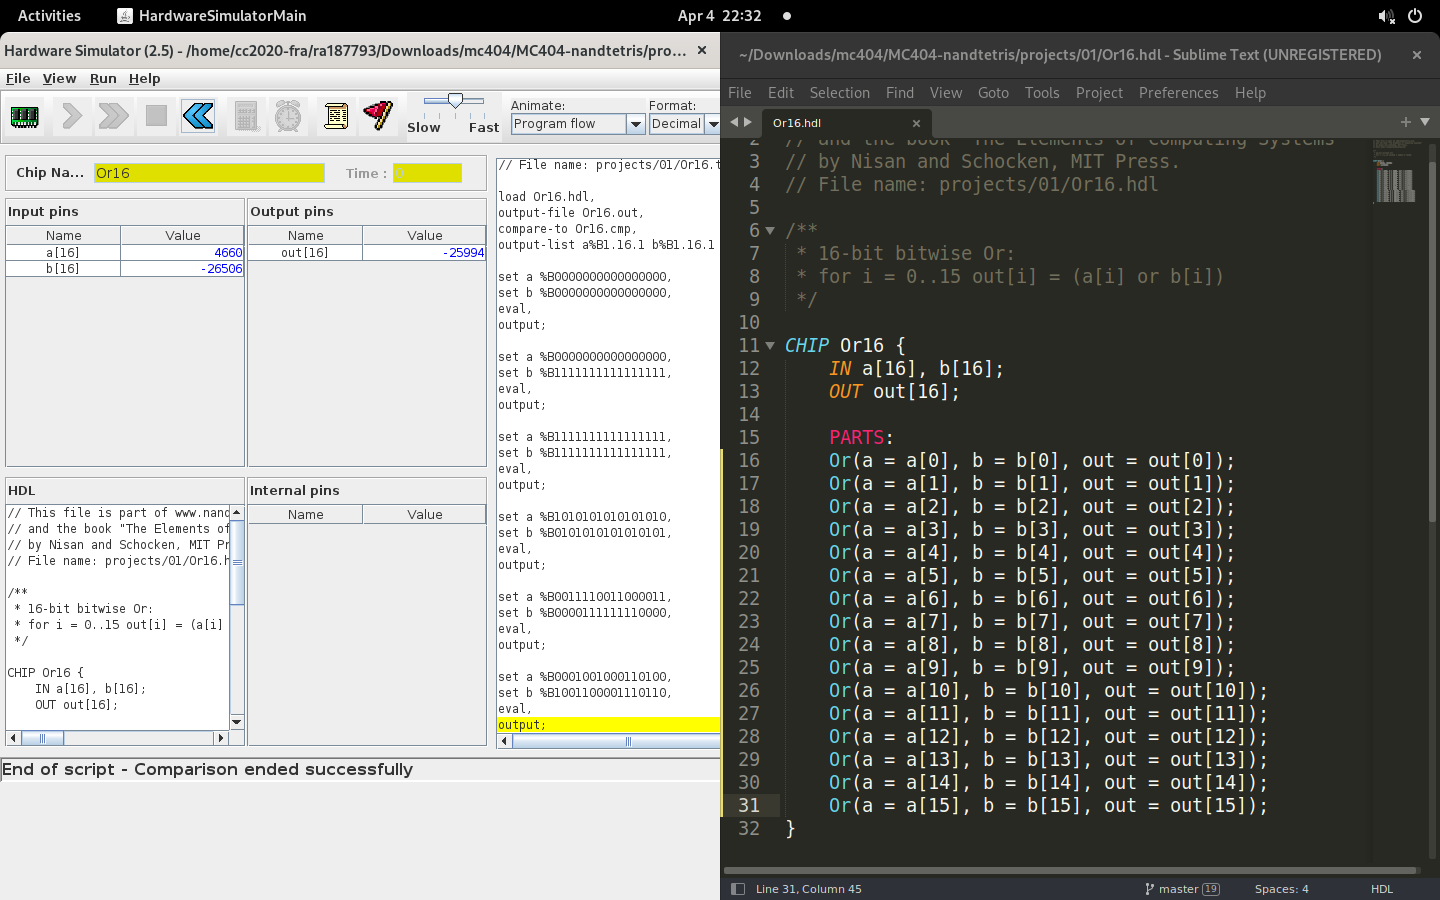 Activities
HardwareSimulatorMain
Apr 4 22:32
Hardware Simulator (2.5) - /home/cc2020-fra/ra187793/Downloads/mc404/MC404-nandtetris/pro...
File View Run Help
Slow Fast
Animate:
Program flow
Format:
Decimal
Chip Na...
Or16
Time :
0
Input pins
Name Value
a[16] 4660
b[16] -26506
Output pins
Name Value
out[16] -25994
HDL
// This file is part of www.nand
// and the book "The Elements of
// by Nisan and Schocken, MIT Pr
// File name: projects/01/Or16.h
/**
* 16-bit bitwise Or:
* for i = 0..15 out[i] = (a[i]
*/
CHIP Or16 {
IN a[16], b[16];
OUT out[16];
Internal pins
Name Value
// File name: projects/01/Or16.t
load Or16.hdl,
output-file Or16.out,
compare-to Or16.cmp,
output-list a%B1.16.1 b%B1.16.1
set a %B0000000000000000,
set b %B0000000000000000,
eval,
output;
set a %B0000000000000000,
set b %B1111111111111111,
eval,
output;
set a %B1111111111111111,
set b %B1111111111111111,
eval,
output;
set a %B1010101010101010,
set b %B0101010101010101,
eval,
output;
set a %B0011110011000011,
set b %B0000111111110000,
eval,
output;
set a %B0001001000110100,
set b %B1001100001110110,
eval,
output;
End of script - Comparison ended successfully
~/Downloads/mc404/MC404-nandtetris/projects/01/Or16.hdl - Sublime Text (UNREGISTERED)
File Edit Selection Find View Goto Tools Project Preferences Help
Or16.hdl
2 // and the book "The Elements of Computing Systems"
3 // by Nisan and Schocken, MIT Press.
4 // File name: projects/01/Or16.hdl
5
6 /**
7 * 16-bit bitwise Or:
8 * for i = 0..15 out[i] = (a[i] or b[i])
9 */
10
11 CHIP Or16 {
12 IN a[16], b[16];
13 OUT out[16];
14
15 PARTS:
16 Or(a = a[0], b = b[0], out = out[0]);
17 Or(a = a[1], b = b[1], out = out[1]);
18 Or(a = a[2], b = b[2], out = out[2]);
19 Or(a = a[3], b = b[3], out = out[3]);
20 Or(a = a[4], b = b[4], out = out[4]);
21 Or(a = a[5], b = b[5], out = out[5]);
22 Or(a = a[6], b = b[6], out = out[6]);
23 Or(a = a[7], b = b[7], out = out[7]);
24 Or(a = a[8], b = b[8], out = out[8]);
25 Or(a = a[9], b = b[9], out = out[9]);
26 Or(a = a[10], b = b[10], out = out[10]);
27 Or(a = a[11], b = b[11], out = out[11]);
28 Or(a = a[12], b = b[12], out = out[12]);
29 Or(a = a[13], b = b[13], out = out[13]);
30 Or(a = a[14], b = b[14], out = out[14]);
31 Or(a = a[15], b = b[15], out = out[15]);
32 }
Line 31, Column 45
master 19
Spaces: 4
HDL